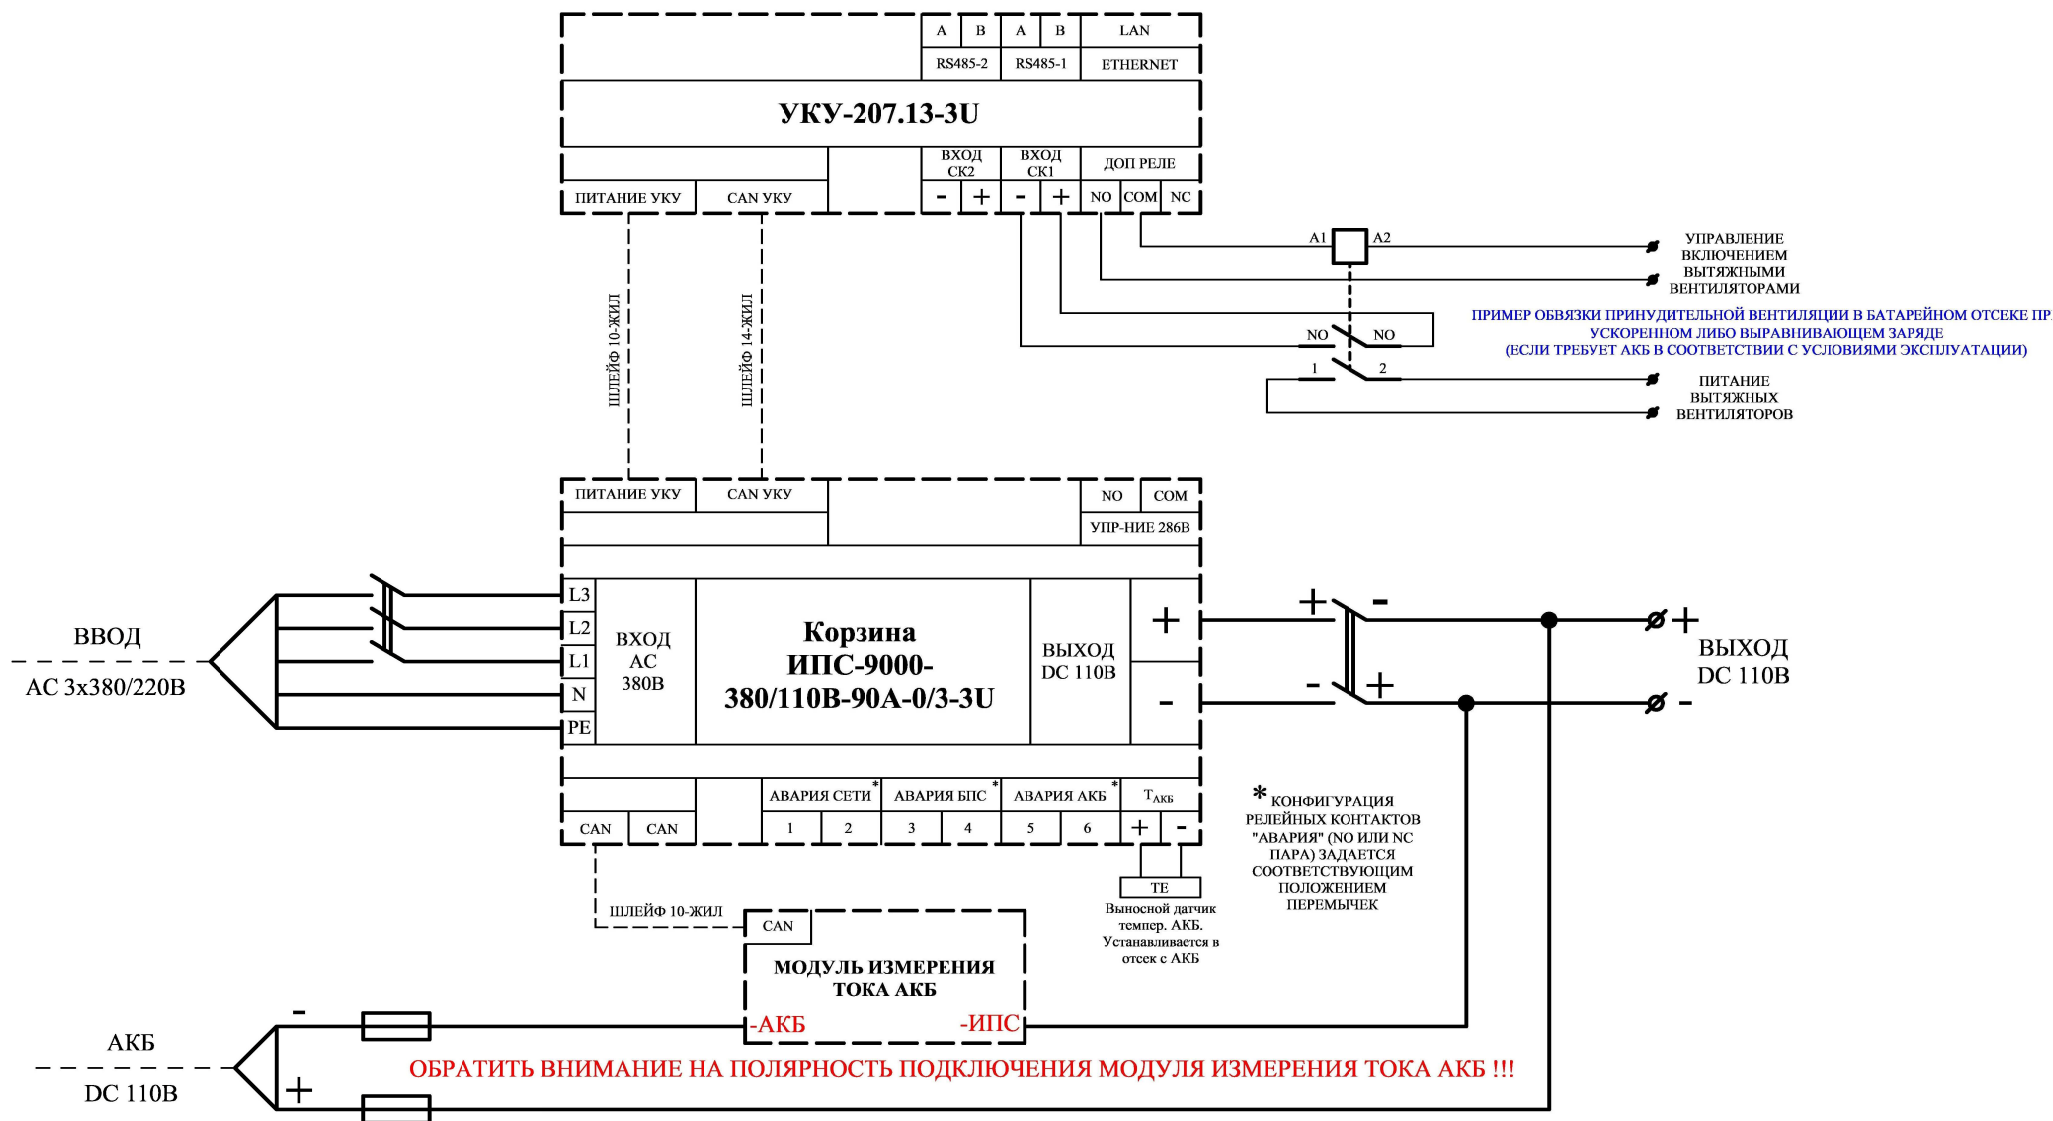 A B A B LAN
RS485-2 RS485-1 ETHERNET
УКУ-207.13-3U
ВХОД СК2
ВХОД СК1
ДОП РЕЛЕ
ПИТАНИЕ УКУ CAN УКУ - + - + NO COM NC
A1 A2
УПРАВЛЕНИЕ
ВКЛЮЧЕНИЕМ
ВЫТЯЖНЫМИ
ВЕНТИЛЯТОРАМИ
ШЛЕЙФ 10-ЖИЛ
ШЛЕЙФ 14-ЖИЛ
ПРИМЕР ОБВЯЗКИ ПРИНУДИТЕЛЬНОЙ ВЕНТИЛЯЦИИ В БАТАРЕЙНОМ ОТСЕКЕ ПР
УСКОРЕННОМ ЛИБО ВЫРАВНИВАЮЩЕМ ЗАРЯДЕ
(ЕСЛИ ТРЕБУЕТ АКБ В СООТВЕТСТВИИ С УСЛОВИЯМИ ЭКСПЛУАТАЦИИ)
NO NO
1 2
ПИТАНИЕ
ВЫТЯЖНЫХ
ВЕНТИЛЯТОРОВ
ПИТАНИЕ УКУ CAN УКУ NO COM
УПР-НИЕ 286В
ВВОД
AC 3x380/220В
L3
L2
L1
N
PE
ВХОД
AC
380В
Корзина
ИПС-9000-
380/110В-90А-0/3-3U
ВЫХОД
DC 110В
+
-
+ -
- +
+
-
ВЫХОД
DC 110В
АВАРИЯ СЕТИ * АВАРИЯ БПС * АВАРИЯ АКБ * TАКБ
CAN CAN 1 2 3 4 5 6 + -
TE
Выносной датчик
темпер. АКБ.
Устанавливается в
отсек с АКБ
* КОНФИГУРАЦИЯ
РЕЛЕЙНЫХ КОНТАКТОВ
"АВАРИЯ" (NO ИЛИ NC
ПАРА) ЗАДАЕТСЯ
СООТВЕТСТВУЮЩИМ
ПОЛОЖЕНИЕМ
ПЕРЕМЫЧЕК
ШЛЕЙФ 10-ЖИЛ
CAN
МОДУЛЬ ИЗМЕРЕНИЯ
ТОКА АКБ
-АКБ -ИПС
АКБ
DC 110В
-
+
ОБРАТИТЬ ВНИМАНИЕ НА ПОЛЯРНОСТЬ ПОДКЛЮЧЕНИЯ МОДУЛЯ ИЗМЕРЕНИЯ ТОКА АКБ !!!